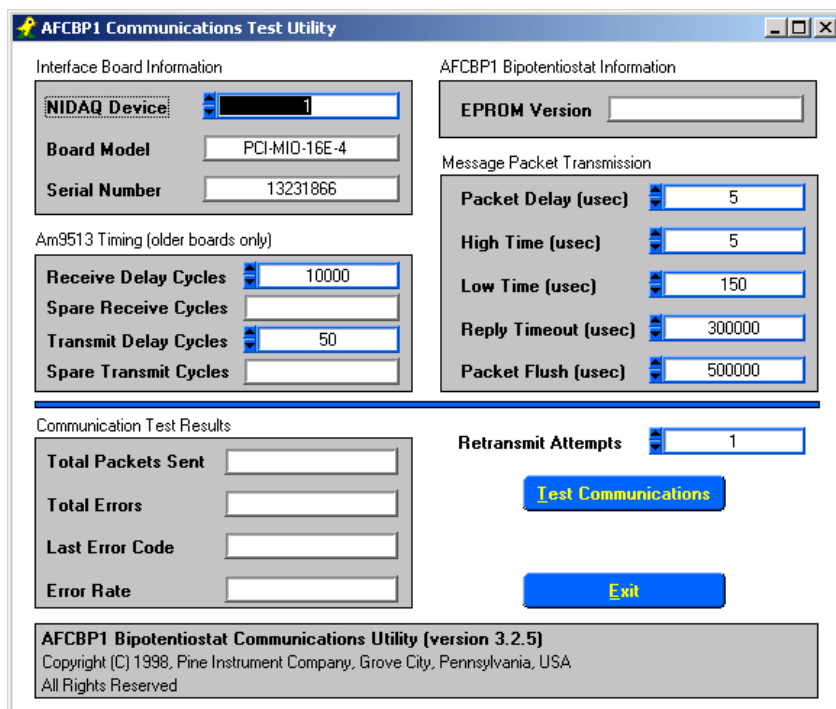 AFCBP1 Communications Test Utility
Interface Board Information
NIDAQ Device 1
Board Model PCI-MIO-16E-4
Serial Number 13231866
AFCBP1 Bipotentiostat Information
EPROM Version
Message Packet Transmission
Packet Delay (usec) 5
High Time (usec) 5
Low Time (usec) 150
Reply Timeout (usec) 300000
Packet Flush (usec) 500000
Am9513 Timing (older boards only)
Receive Delay Cycles 10000
Spare Receive Cycles
Transmit Delay Cycles 50
Spare Transmit Cycles
Communication Test Results
Total Packets Sent
Total Errors
Last Error Code
Error Rate
Retransmit Attempts 1
Test Communications
Exit
AFCBP1 Bipotentiostat Communications Utility (version 3.2.5)
Copyright (C) 1998, Pine Instrument Company, Grove City, Pennsylvania, USA
All Rights Reserved